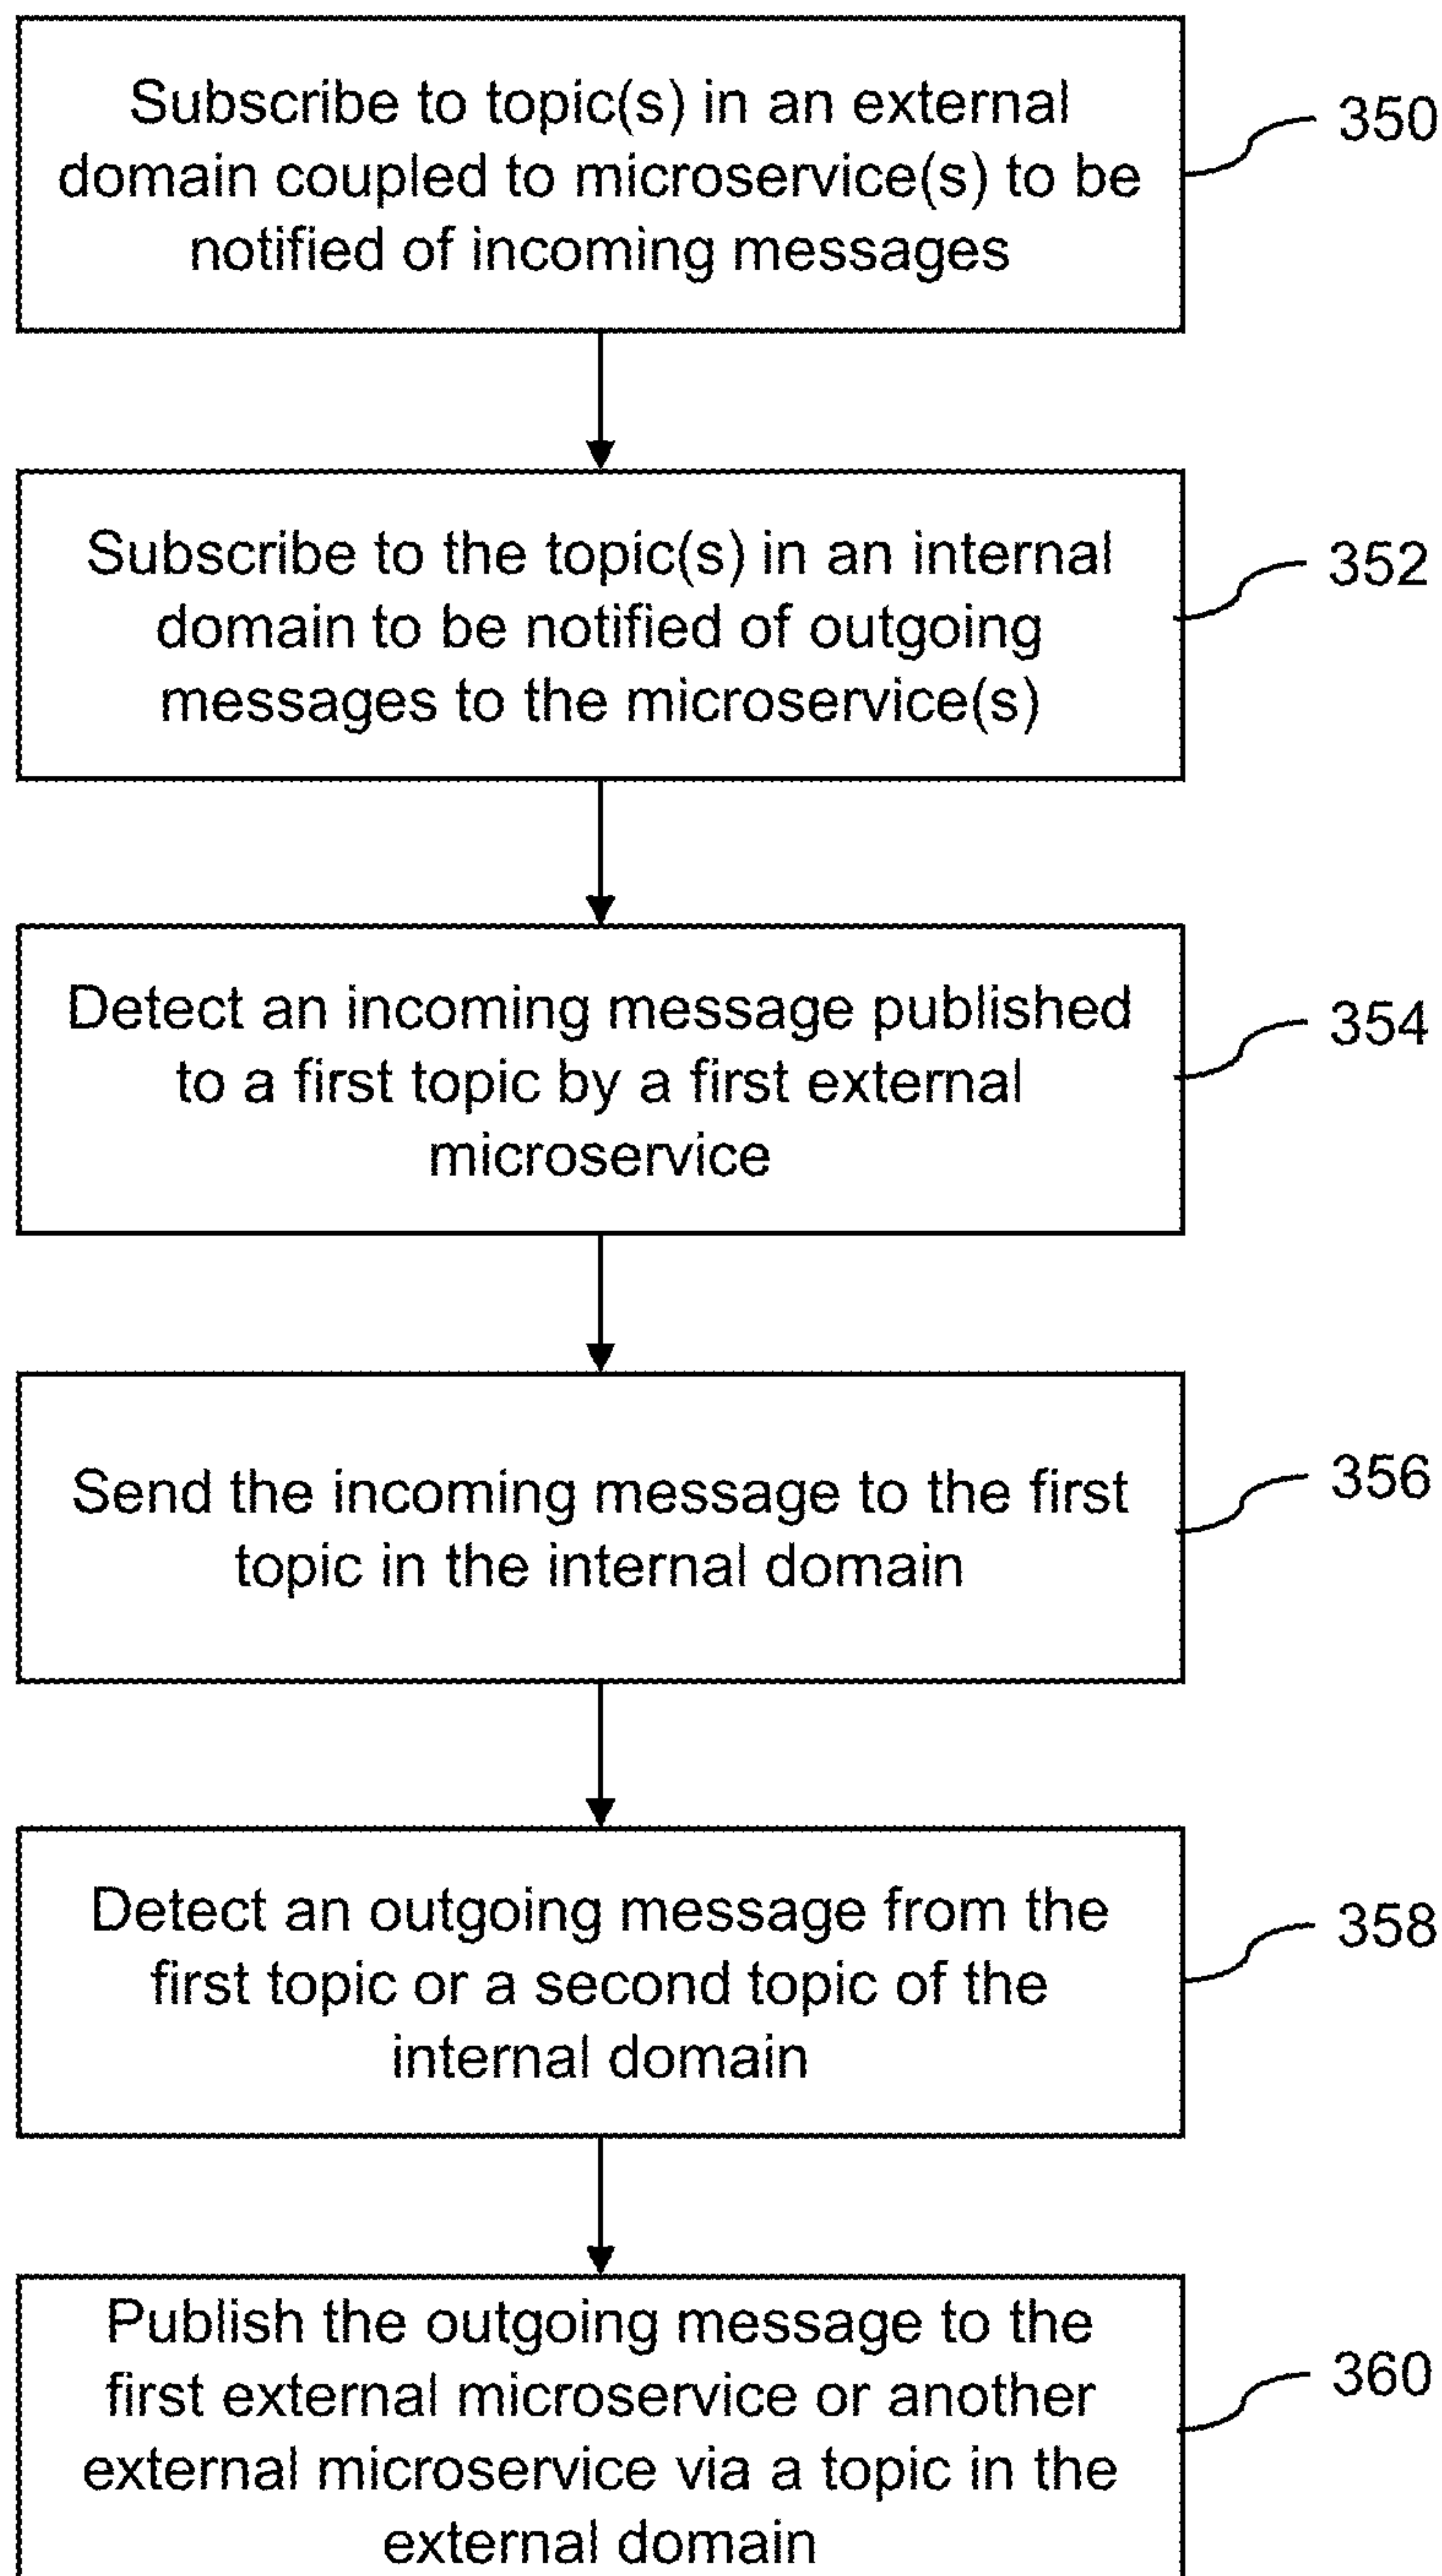 Subscribe to topic(s) in an external
domain coupled to microservice(s) to be
notified of incoming messages
350
Subscribe to the topic(s) in an internal
domain to be notified of outgoing
messages to the microservice(s)
352
Detect an incoming message published
to a first topic by a first external
microservice
354
Send the incoming message to the first
topic in the internal domain
356
Detect an outgoing message from the
first topic or a second topic of the
internal domain
358
Publish the outgoing message to the
first external microservice or another
external microservice via a topic in the
external domain
360